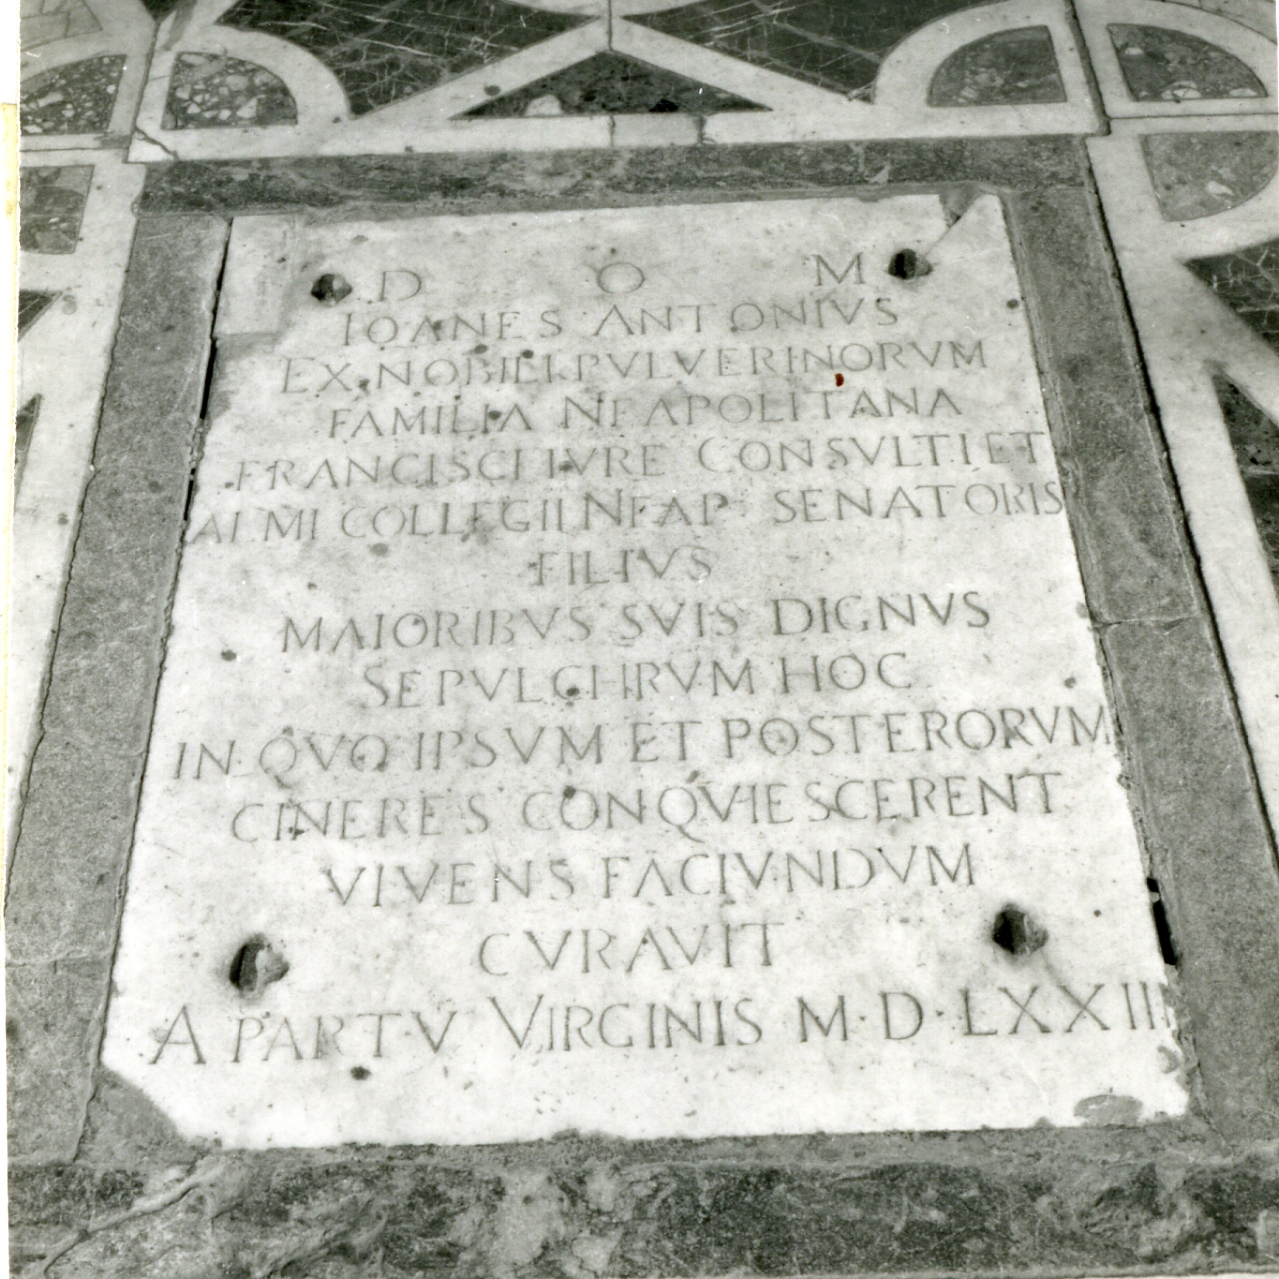 D O M
IOANES ANTONIVS
EX NOBILI PVLVERINORVM
FAMILIA NEAPOLITANA
FRANCISCI IVRE CONSVLTI ET
ALMI COLLEGII NEAP SENATORIS
FILIVS
MAIORIBVS SVIS DIGNVS
SEPVLCHRVM HOC
IN QVO IPSVM ET POSTERORVM
CINERES CONQVIESCERENT
VIVENS FACIVNDVM
CVRAVIT
A PARTV VIRGINIS M·D·LXXII